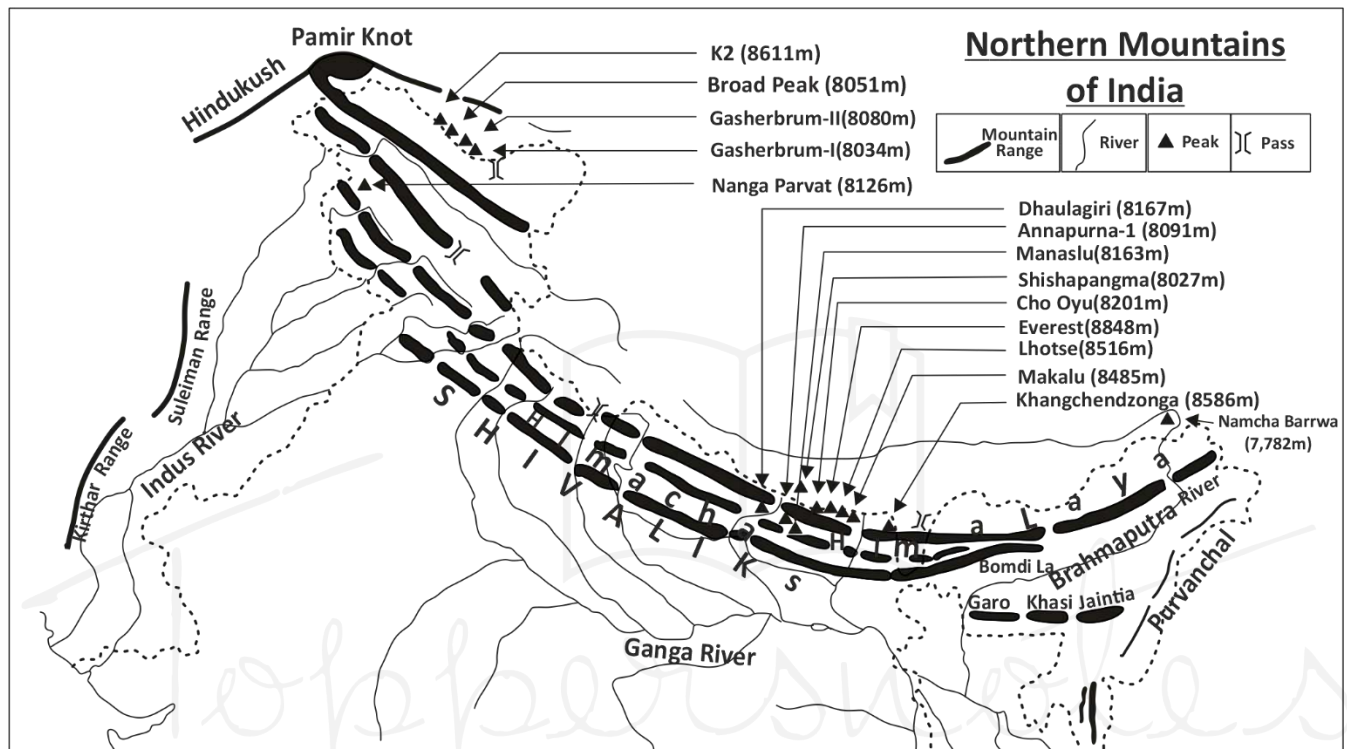 Northern Mountains
of India
Mountain
Range
River
Peak
Pass
Pamir Knot
Hindukush
K2 (8611m)
Broad Peak (8051m)
Gasherbrum-II(8080m)
Gasherbrum-I(8034m)
Nanga Parvat (8126m)
Dhaulagiri (8167m)
Annapurna-1 (8091m)
Manaslu(8163m)
Shishapangma(8027m)
Cho Oyu(8201m)
Everest(8848m)
Lhotse(8516m)
Makalu (8485m)
Khangchendzonga (8586m)
Namcha Barrwa
(7,782m)
Suleiman Range
Kirthar Range
Indus River
SHIVALIKs
Himachal
HimaLaya
Bomdi La
Brahmaputra River
Purvanchal
Garo Khasi Jaintia
Ganga River
Toppersnotes